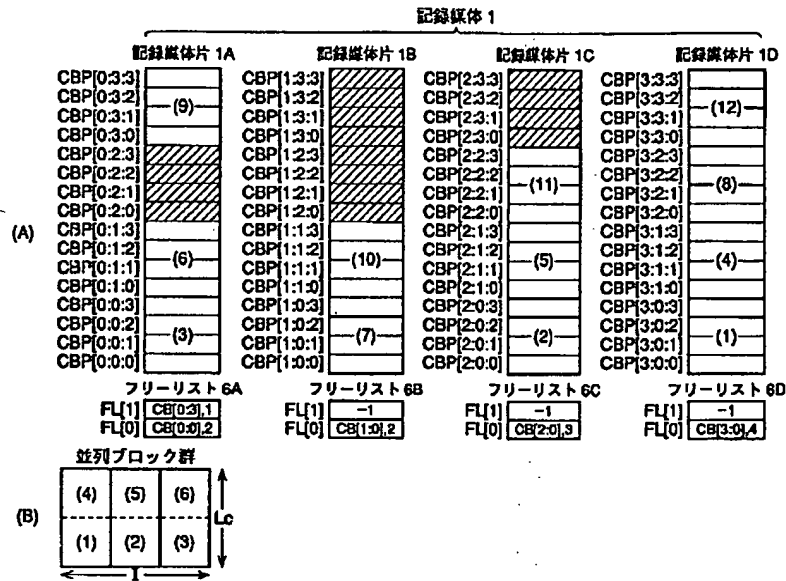 記録媒体 1
記録媒体片 1A 記録媒体片 1B 記録媒体片 1C 記録媒体片 1D
CBP[0:3:3] CBP[1:3:3] CBP[2:3:3] CBP[3:3:3]
CBP[0:3:2] CBP[1:3:2] CBP[2:3:2] CBP[3:3:2]
(9) (12)
CBP[0:3:1] CBP[1:3:1] CBP[2:3:1] CBP[3:3:1]
CBP[0:3:0] CBP[1:3:0] CBP[2:3:0] CBP[3:3:0]
CBP[0:2:3] CBP[1:2:3] CBP[2:2:3] CBP[3:2:3]
CBP[0:2:2] CBP[1:2:2] CBP[2:2:2] CBP[3:2:2]
(11) (8)
CBP[0:2:1] CBP[1:2:1] CBP[2:2:1] CBP[3:2:1]
CBP[0:2:0] CBP[1:2:0] CBP[2:2:0] CBP[3:2:0]
(A)
CBP[0:1:3] CBP[1:1:3] CBP[2:1:3] CBP[3:1:3]
CBP[0:1:2] CBP[1:1:2] CBP[2:1:2] CBP[3:1:2]
(6) (10) (5) (4)
CBP[0:1:1] CBP[1:1:1] CBP[2:1:1] CBP[3:1:1]
CBP[0:1:0] CBP[1:1:0] CBP[2:1:0] CBP[3:1:0]
CBP[0:0:3] CBP[1:0:3] CBP[2:0:3] CBP[3:0:3]
CBP[0:0:2] CBP[1:0:2] CBP[2:0:2] CBP[3:0:2]
(3) (7) (2) (1)
CBP[0:0:1] CBP[1:0:1] CBP[2:0:1] CBP[3:0:1]
CBP[0:0:0] CBP[1:0:0] CBP[2:0:0] CBP[3:0:0]
フリーリスト 6A フリーリスト 6B フリーリスト 6C フリーリスト 6D
FL[1] CB[0:3],1 FL[1] -1 FL[1] -1 FL[1] -1
FL[0] CB[0:0],2 FL[0] CB[1:0],2 FL[0] CB[2:0],3 FL[0] CB[3:0],4
並列ブロック群
(4) (5) (6)
(B) Lc
(1) (2) (3)
I